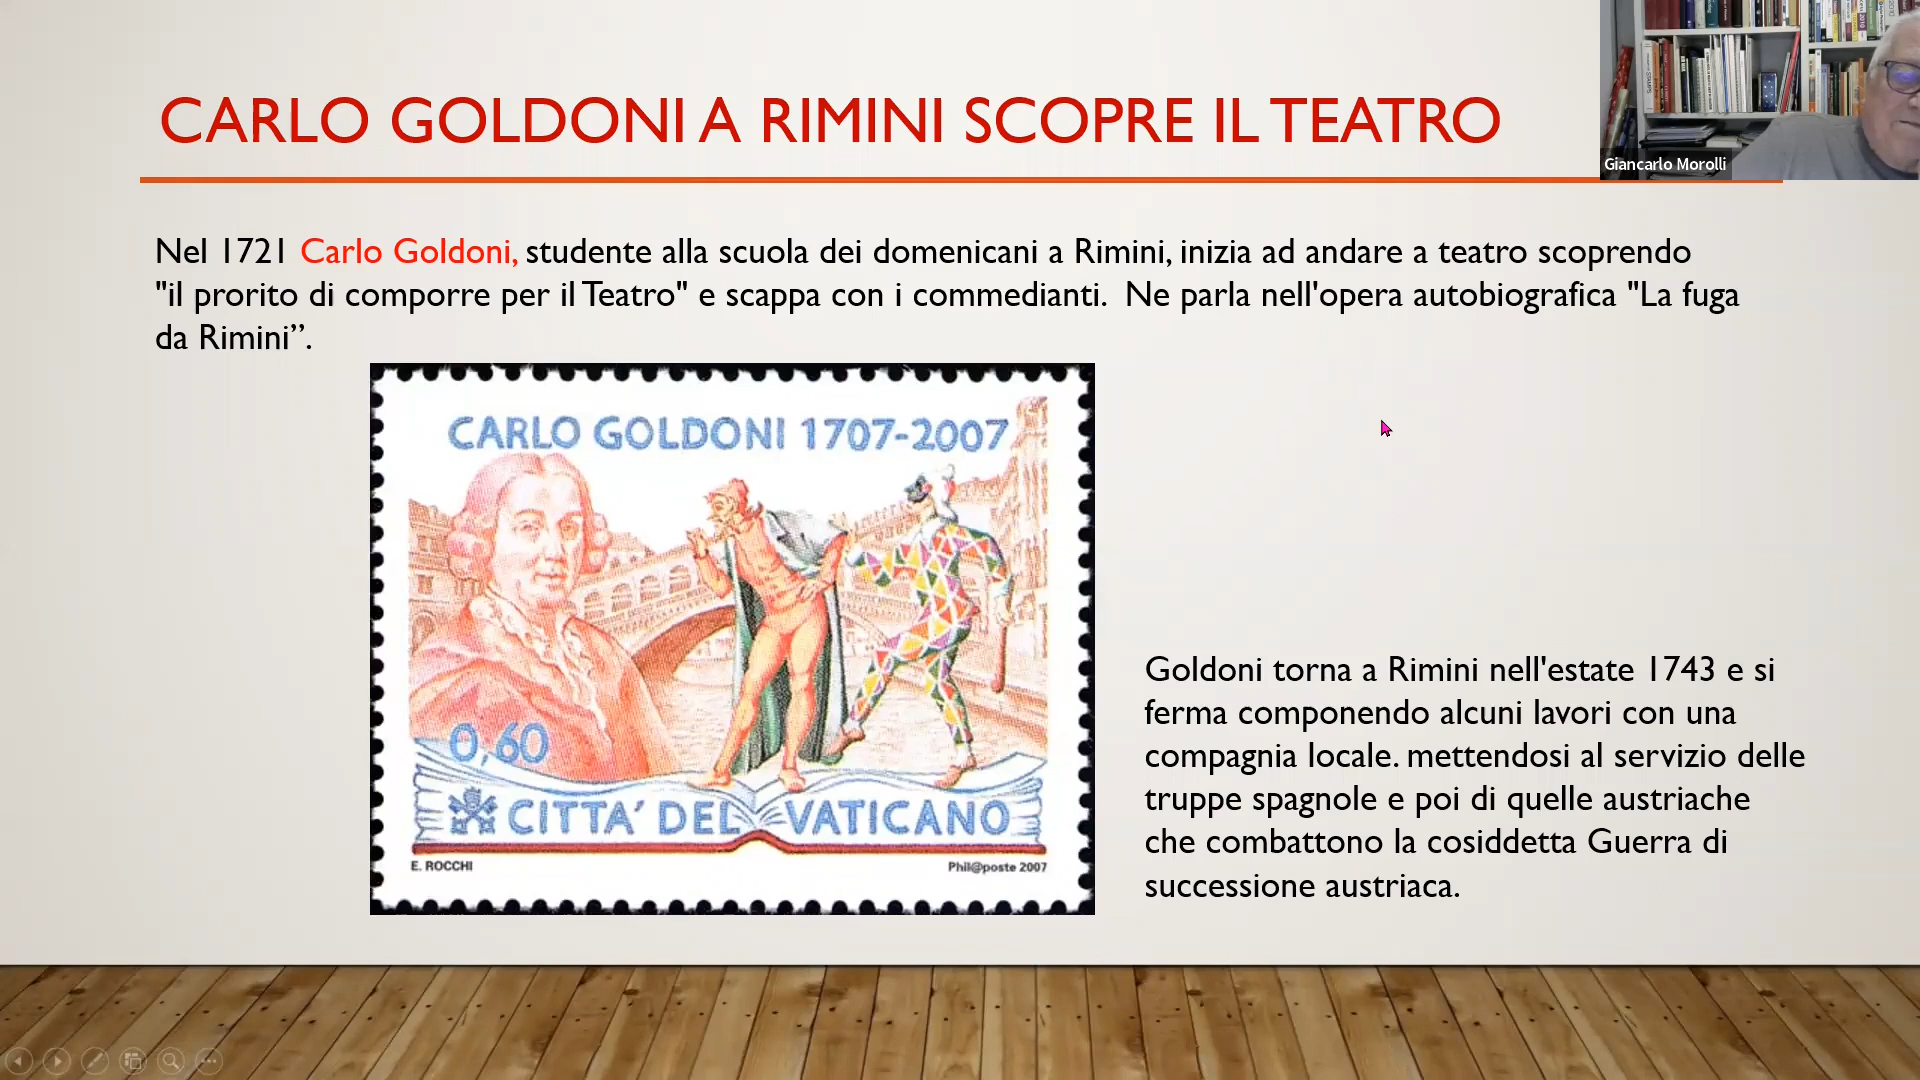 CARLO GOLDONI A RIMINI SCOPRE IL TEATRO
Giancarlo Morolli
Nel 1721 Carlo Goldoni, studente alla scuola dei domenicani a Rimini, inizia ad andare a teatro scoprendo
"il prorito di comporre per il Teatro" e scappa con i commedianti. Ne parla nell'opera autobiografica "La fuga
da Rimini”.
CARLO GOLDONI 1707-2007
0,60
CITTA’ DEL VATICANO
E. ROCCHI
Phil@poste 2007
Goldoni torna a Rimini nell'estate 1743 e si
ferma componendo alcuni lavori con una
compagnia locale. mettendosi al servizio delle
truppe spagnole e poi di quelle austriache
che combattono la cosiddetta Guerra di
successione austriaca.